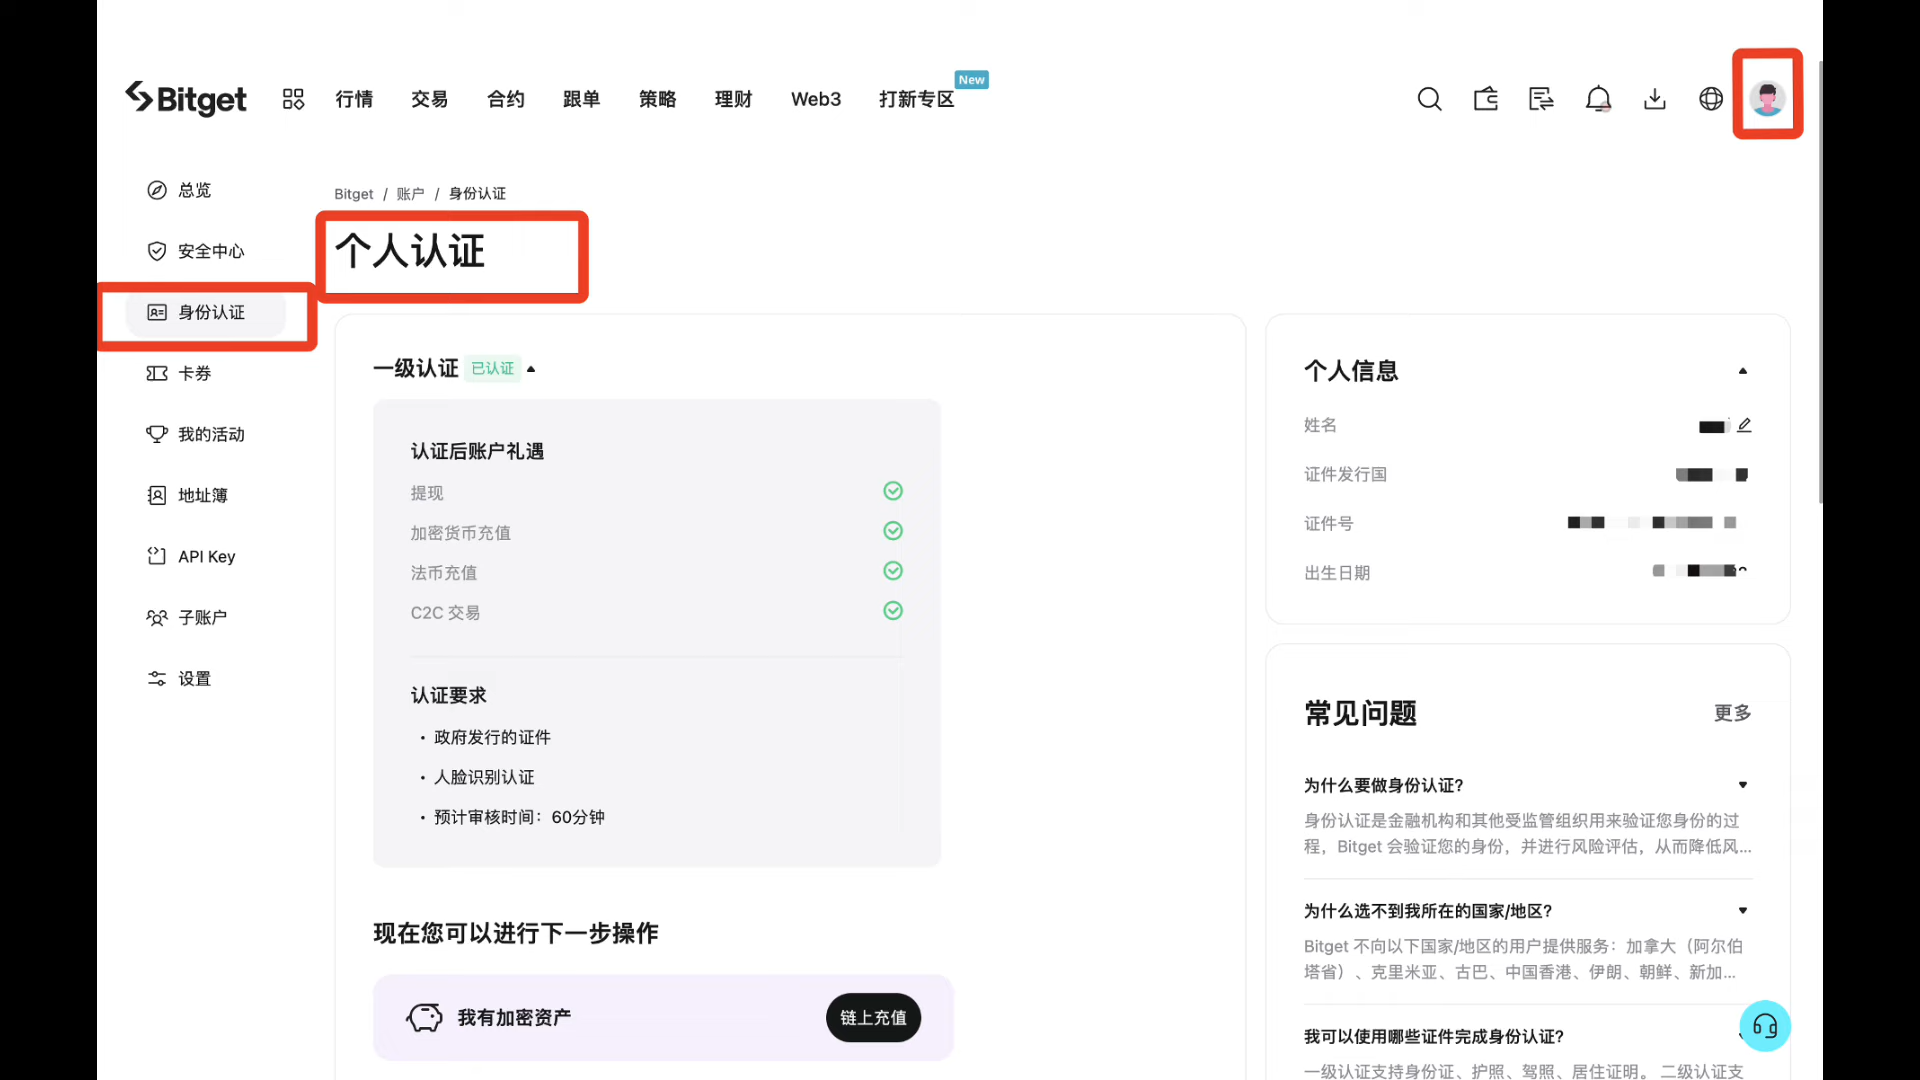 Bitget
行情
交易
合约
跟单
策略
理财
Web3
打新专区
New
总览
安全中心
身份认证
卡券
我的活动
地址簿
API Key
子账户
设置
Bitget / 账户 / 身份认证
个人认证
一级认证 已认证
认证后账户礼遇
提现
加密货币充值
法币充值
C2C 交易
认证要求
• 政府发行的证件
• 人脸识别认证
• 预计审核时间：60分钟
现在您可以进行下一步操作
我有加密资产
链上充值
个人信息
姓名
证件发行国
证件号
出生日期
常见问题
更多
为什么要做身份认证?
身份认证是金融机构和其他受监管组织用来验证您身份的过
程，Bitget 会验证您的身份，并进行风险评估，从而降低风...
为什么选不到我所在的国家/地区?
Bitget 不向以下国家/地区的用户提供服务：加拿大（阿尔伯
塔省）、克里米亚、古巴、中国香港、伊朗、朝鲜、新加...
我可以使用哪些证件完成身份认证?
一级认证支持身份证、护照、驾照、居住证明。 二级认证支